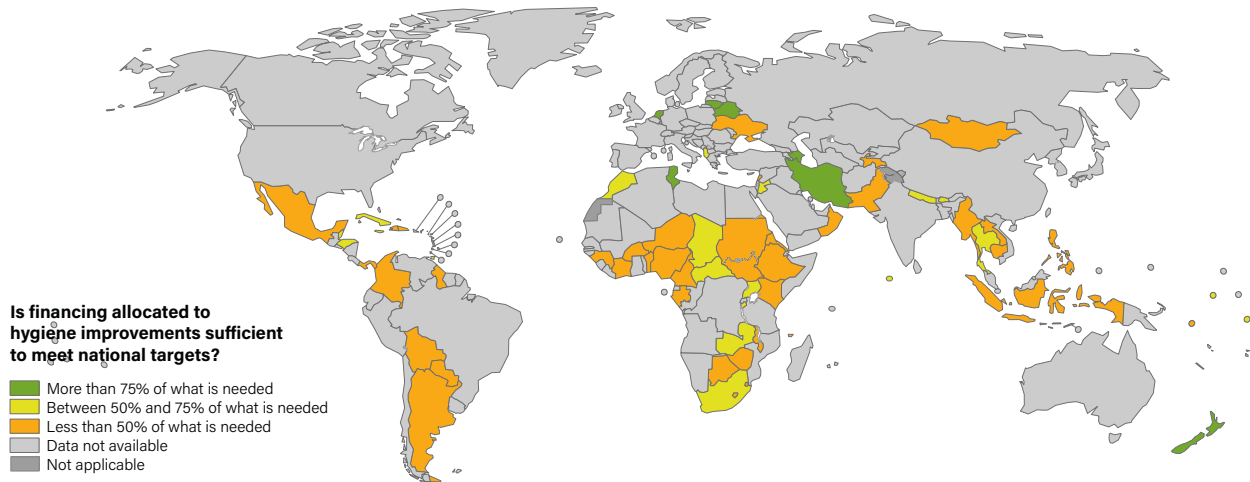 Is financing allocated to
hygiene improvements sufficient
to meet national targets?
More than 75% of what is needed
Between 50% and 75% of what is needed
Less than 50% of what is needed
Data not available
Not applicable